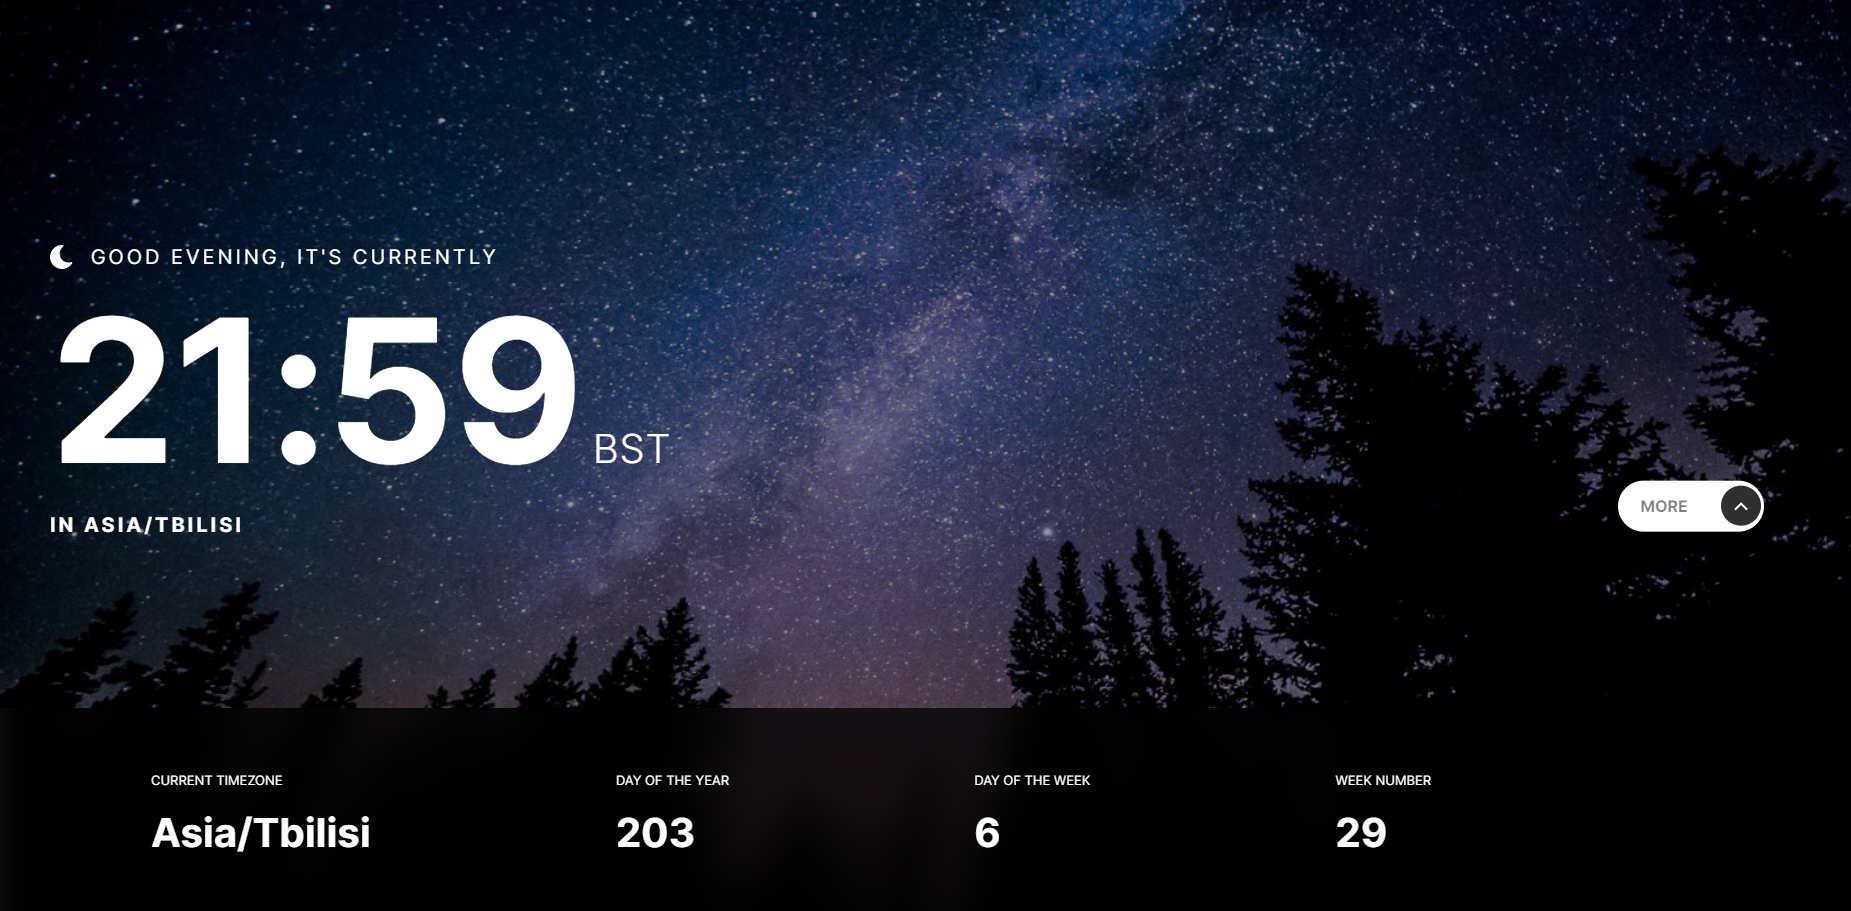 GOOD EVENING, IT'S CURRENTLY
21:59 BST
IN ASIA/TBILISI
MORE
CURRENT TIMEZONE
Asia/Tbilisi
DAY OF THE YEAR
203
DAY OF THE WEEK
6
WEEK NUMBER
29